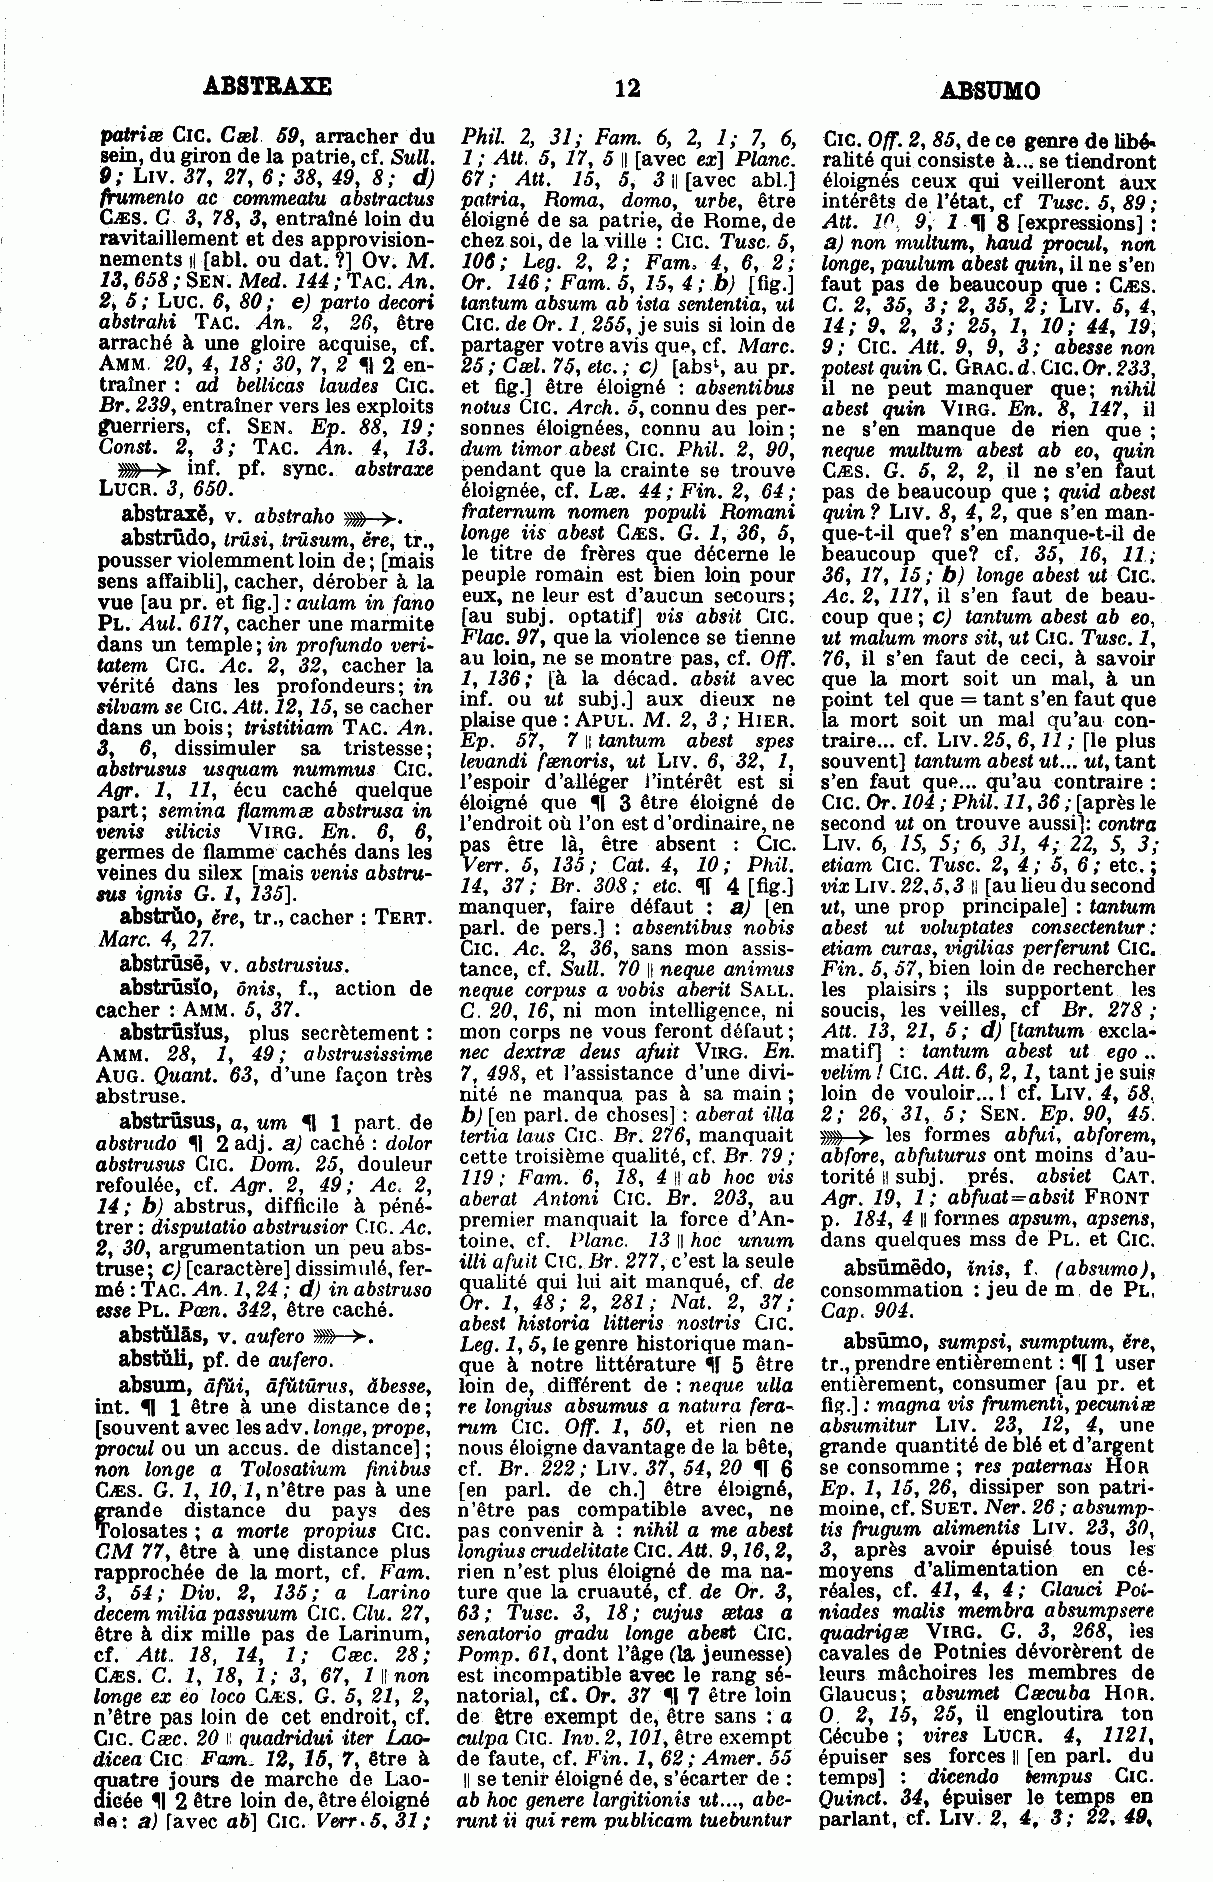 ABSTRAXE
12
ABSUMO
patriæ CIC. Cæl. 59, arracher du
sein, du giron de la patrie, cf. Sull.
9 ; LIV. 37, 27, 6 ; 38, 49, 8 ; d)
frumento ac commeatu abstractus
CÆS. C. 3, 78, 3, entraîné loin du
ravitaillement et des approvision-
nements || [abl. ou dat. ?] OV. M.
13, 658 ; SEN. Med. 144 ; TAC. An.
2, 5 ; LUC. 6, 80 ; e) parto decori
abstrahi TAC. An. 2, 26, être
arraché à une gloire acquise, cf.
AMM. 20, 4, 18 ; 30, 7, 2 ¶ 2 en-
traîner : ad bellicas laudes CIC.
Br. 239, entraîner vers les exploits
guerriers, cf. SEN. Ep. 88, 19 ;
Const. 2, 3 ; TAC. An. 4, 13.
»»→ inf. pf. sync. abstraxe
LUCR. 3, 650.
abstraxĕ, v. abstraho »»→.
abstrūdo, trūsi, trūsum, ĕre, tr.,
pousser violemment loin de ; [mais
sens affaibli], cacher, dérober à la
vue [au pr. et fig.] : aulam in fano
PL. Aul. 617, cacher une marmite
dans un temple ; in profundo veri-
tatem CIC. Ac. 2, 32, cacher la
vérité dans les profondeurs ; in
silvam se CIC. Att. 12, 15, se cacher
dans un bois ; tristitiam TAC. An.
3, 6, dissimuler sa tristesse ;
abstrusus usquam nummus CIC.
Agr. 1, 11, écu caché quelque
part ; semina flammæ abstrusa in
venis silicis VIRG. En. 6, 6,
germes de flamme cachés dans les
veines du silex [mais venis abstru-
sus ignis G. 1, 135].
abstrŭo, ĕre, tr., cacher : TERT.
Marc. 4, 27.
abstrūsē, v. abstrusius.
abstrūsĭo, ōnis, f., action de
cacher : AMM. 5, 37.
abstrūsĭus, plus secrètement :
AMM. 28, 1, 49 ; abstrusissime
AUG. Quant. 63, d'une façon très
abstruse.
abstrūsus, a, um ¶ 1 part. de
abstrudo ¶ 2 adj. a) caché : dolor
abstrusus CIC. Dom. 25, douleur
refoulée, cf. Agr. 2, 49 ; Ac. 2,
14 ; b) abstrus, difficile à péné-
trer : disputatio abstrusior CIC. Ac.
2, 30, argumentation un peu abs-
truse ; c) [caractère] dissimulé, fer-
mé : TAC. An. 1, 24 ; d) in abstruso
esse PL. Pœn. 342, être caché.
abstŭlās, v. aufero »»→.
abstŭli, pf. de aufero.
absum, āfŭi, āfŭtūrus, ăbesse,
int. ¶ 1 être à une distance de ;
[souvent avec les adv. longe, prope,
procul ou un accus. de distance] ;
non longe a Tolosatium finibus
CÆS. G. 1, 10, 1, n'être pas à une
grande distance du pays des
Tolosates ; a morte propius CIC.
CM 77, être à une distance plus
rapprochée de la mort, cf. Fam.
3, 54 ; Div. 2, 135 ; a Larino
decem milia passuum CIC. Clu. 27,
être à dix mille pas de Larinum,
cf. Att. 18, 14, 1 ; Cæc. 28 ;
CÆS. C. 1, 18, 1 ; 3, 67, 1 || non
longe ex eo loco CÆS. G. 5, 21, 2,
n'être pas loin de cet endroit, cf.
CIC. Cæc. 20 || quadridui iter Lao-
dicea CIC Fam. 12, 15, 7, être à
quatre jours de marche de Lao-
dicée ¶ 2 être loin de, être éloigné
de : a) [avec ab] CIC. Verr. 5, 31 ;
Phil. 2, 31 ; Fam. 6, 2, 1 ; 7, 6,
1 ; Att. 5, 17, 5 || [avec ex] Planc.
67 ; Att. 15, 5, 3 || [avec abl.]
patria, Roma, domo, urbe, être
éloigné de sa patrie, de Rome, de
chez soi, de la ville : CIC. Tusc. 5,
106 ; Leg. 2, 2 ; Fam. 4, 6, 2 ;
Or. 146 ; Fam. 5, 15, 4 ; b) [fig.]
tantum absum ab ista sententia, ut
CIC. de Or. 1, 255, je suis si loin de
partager votre avis que, cf. Marc.
25 ; Cæl. 75, etc. ; c) [absᵗ, au pr.
et fig.] être éloigné : absentibus
notus CIC. Arch. 5, connu des per-
sonnes éloignées, connu au loin ;
dum timor abest CIC. Phil. 2, 90,
pendant que la crainte se trouve
éloignée, cf. Læ. 44 ; Fin. 2, 64 ;
fraternum nomen populi Romani
longe iis abest CÆS. G. 1, 36, 5,
le titre de frères que décerne le
peuple romain est bien loin pour
eux, ne leur est d'aucun secours ;
[au subj. optatif] vis absit CIC.
Flac. 97, que la violence se tienne
au loin, ne se montre pas, cf. Off.
1, 136 ; [à la décad. absit avec
inf. ou ut subj.] aux dieux ne
plaise que : APUL. M. 2, 3 ; HIER.
Ep. 57, 7 || tantum abest spes
levandi fænoris, ut LIV. 6, 32, 1,
l'espoir d'alléger l'intérêt est si
éloigné que ¶ 3 être éloigné de
l'endroit où l'on est d'ordinaire, ne
pas être là, être absent : CIC.
Verr. 5, 135 ; Cat. 4, 10 ; Phil.
14, 37 ; Br. 308 ; etc. ¶ 4 [fig.]
manquer, faire défaut : a) [en
parl. de pers.] : absentibus nobis
CIC. Ac. 2, 36, sans mon assis-
tance, cf. Sull. 70 || neque animus
neque corpus a vobis aberit SALL.
C. 20, 16, ni mon intelligence, ni
mon corps ne vous feront défaut ;
nec dextræ deus afuit VIRG. En.
7, 498, et l'assistance d'une divi-
nité ne manqua pas à sa main ;
b) [en parl. de choses] : aberat illa
tertia laus CIC. Br. 276, manquait
cette troisième qualité, cf. Br. 79 ;
119 ; Fam. 6, 18, 4 || ab hoc vis
aberat Antoni CIC. Br. 203, au
premier manquait la force d'An-
toine, cf. Planc. 13 || hoc unum
illi afuit CIC. Br. 277, c'est la seule
qualité qui lui ait manqué, cf. de
Or. 1, 48 ; 2, 281 ; Nat. 2, 37 ;
abest historia litteris nostris CIC.
Leg. 1, 5, le genre historique man-
que à notre littérature ¶ 5 être
loin de, différent de : neque ulla
re longius absumus a natura fera-
rum CIC. Off. 1, 50, et rien ne
nous éloigne davantage de la bête,
cf. Br. 222 ; LIV. 37, 54, 20 ¶ 6
[en parl. de ch.] être éloigné,
n'être pas compatible avec, ne
pas convenir à : nihil a me abest
longius crudelitate CIC. Att. 9, 16, 2,
rien n'est plus éloigné de ma na-
ture que la cruauté, cf. de Or. 3,
63 ; Tusc. 3, 18 ; cujus ætas a
senatorio gradu longe abest CIC.
Pomp. 61, dont l'âge (la jeunesse)
est incompatible avec le rang sé-
natorial, cf. Or. 37 ¶ 7 être loin
de être exempt de, être sans : a
culpa CIC. Inv. 2, 101, être exempt
de faute, cf. Fin. 1, 62 ; Amer. 55
|| se tenir éloigné de, s'écarter de :
ab hoc genere largitionis ut..., abe-
runt ii qui rem publicam tuebuntur
CIC. Off. 2, 85, de ce genre de libé-
ralité qui consiste à... se tiendront
éloignés ceux qui veilleront aux
intérêts de l'état, cf Tusc. 5, 89 ;
Att. 10, 9, 1 ¶ 8 [expressions] :
a) non multum, haud procul, non
longe, paulum abest quin, il ne s'en
faut pas de beaucoup que : CÆS.
C. 2, 35, 3 ; 2, 35, 2 ; LIV. 5, 4,
14 ; 9, 2, 3 ; 25, 1, 10 ; 44, 19,
9 ; CIC. Att. 9, 9, 3 ; abesse non
potest quin C. GRAC. d. CIC. Or. 233,
il ne peut manquer que ; nihil
abest quin VIRG. En. 8, 147, il
ne s'en manque de rien que ;
neque multum abest ab eo, quin
CÆS. G. 5, 2, 2, il ne s'en faut
pas de beaucoup que ; quid abest
quin ? LIV. 8, 4, 2, que s'en man-
que-t-il que? s'en manque-t-il de
beaucoup que? cf. 35, 16, 11 ;
36, 17, 15 ; b) longe abest ut CIC.
Ac. 2, 117, il s'en faut de beau-
coup que ; c) tantum abest ab eo,
ut malum mors sit, ut CIC. Tusc. 1,
76, il s'en faut de ceci, à savoir
que la mort soit un mal, à un
point tel que = tant s'en faut que
la mort soit un mal qu'au con-
traire... cf. LIV. 25, 6, 11 ; [le plus
souvent] tantum abest ut... ut, tant
s'en faut que... qu'au contraire :
CIC. Or. 104 ; Phil. 11, 36 ; [après le
second ut on trouve aussi] : contra
LIV. 6, 15, 5 ; 6, 31, 4 ; 22, 5, 3 ;
etiam CIC. Tusc. 2, 4 ; 5, 6 ; etc. ;
vix LIV. 22, 5, 3 || [au lieu du second
ut, une prop principale] : tantum
abest ut voluptates consectentur :
etiam curas, vigilias perferunt CIC.
Fin. 5, 57, bien loin de rechercher
les plaisirs ; ils supportent les
soucis, les veilles, cf Br. 278 ;
Att. 13, 21, 5 ; d) [tantum excla-
matif] : tantum abest ut ego ..
velim ! CIC. Att. 6, 2, 1, tant je suis
loin de vouloir... ! cf. LIV. 4, 58,
2 ; 26, 31, 5 ; SEN. Ep. 90, 45.
»»→ les formes abfui, abforem,
abfore, abfuturus ont moins d'au-
torité || subj. prés. absiet CAT.
Agr. 19, 1 ; abfuat=absit FRONT
p. 184, 4 || formes apsum, apsens,
dans quelques mss de PL. et CIC.
absūmēdo, ĭnis, f. (absumo),
consommation : jeu de m. de PL,
Cap. 904.
absūmo, sumpsi, sumptum, ĕre,
tr., prendre entièrement : ¶ 1 user
entièrement, consumer [au pr. et
fig.] : magna vis frumenti, pecuniæ
absumitur LIV. 23, 12, 4, une
grande quantité de blé et d'argent
se consomme ; res paternas HOR
Ep. 1, 15, 26, dissiper son patri-
moine, cf. SUET. Ner. 26 ; absump-
tis frugum alimentis LIV. 23, 30,
3, après avoir épuisé tous les
moyens d'alimentation en cé-
réales, cf. 41, 4, 4 ; Glauci Poi-
niades malis membra absumpsere
quadrigæ VIRG. G. 3, 268, les
cavales de Potnies dévorèrent de
leurs mâchoires les membres de
Glaucus ; absumet Cæcuba HOR.
O. 2, 15, 25, il engloutira ton
Cécube ; vires LUCR. 4, 1121,
épuiser ses forces || [en parl. du
temps] : dicendo tempus CIC.
Quinct. 34, épuiser le temps en
parlant, cf. LIV. 2, 4, 3 ; 22, 49,